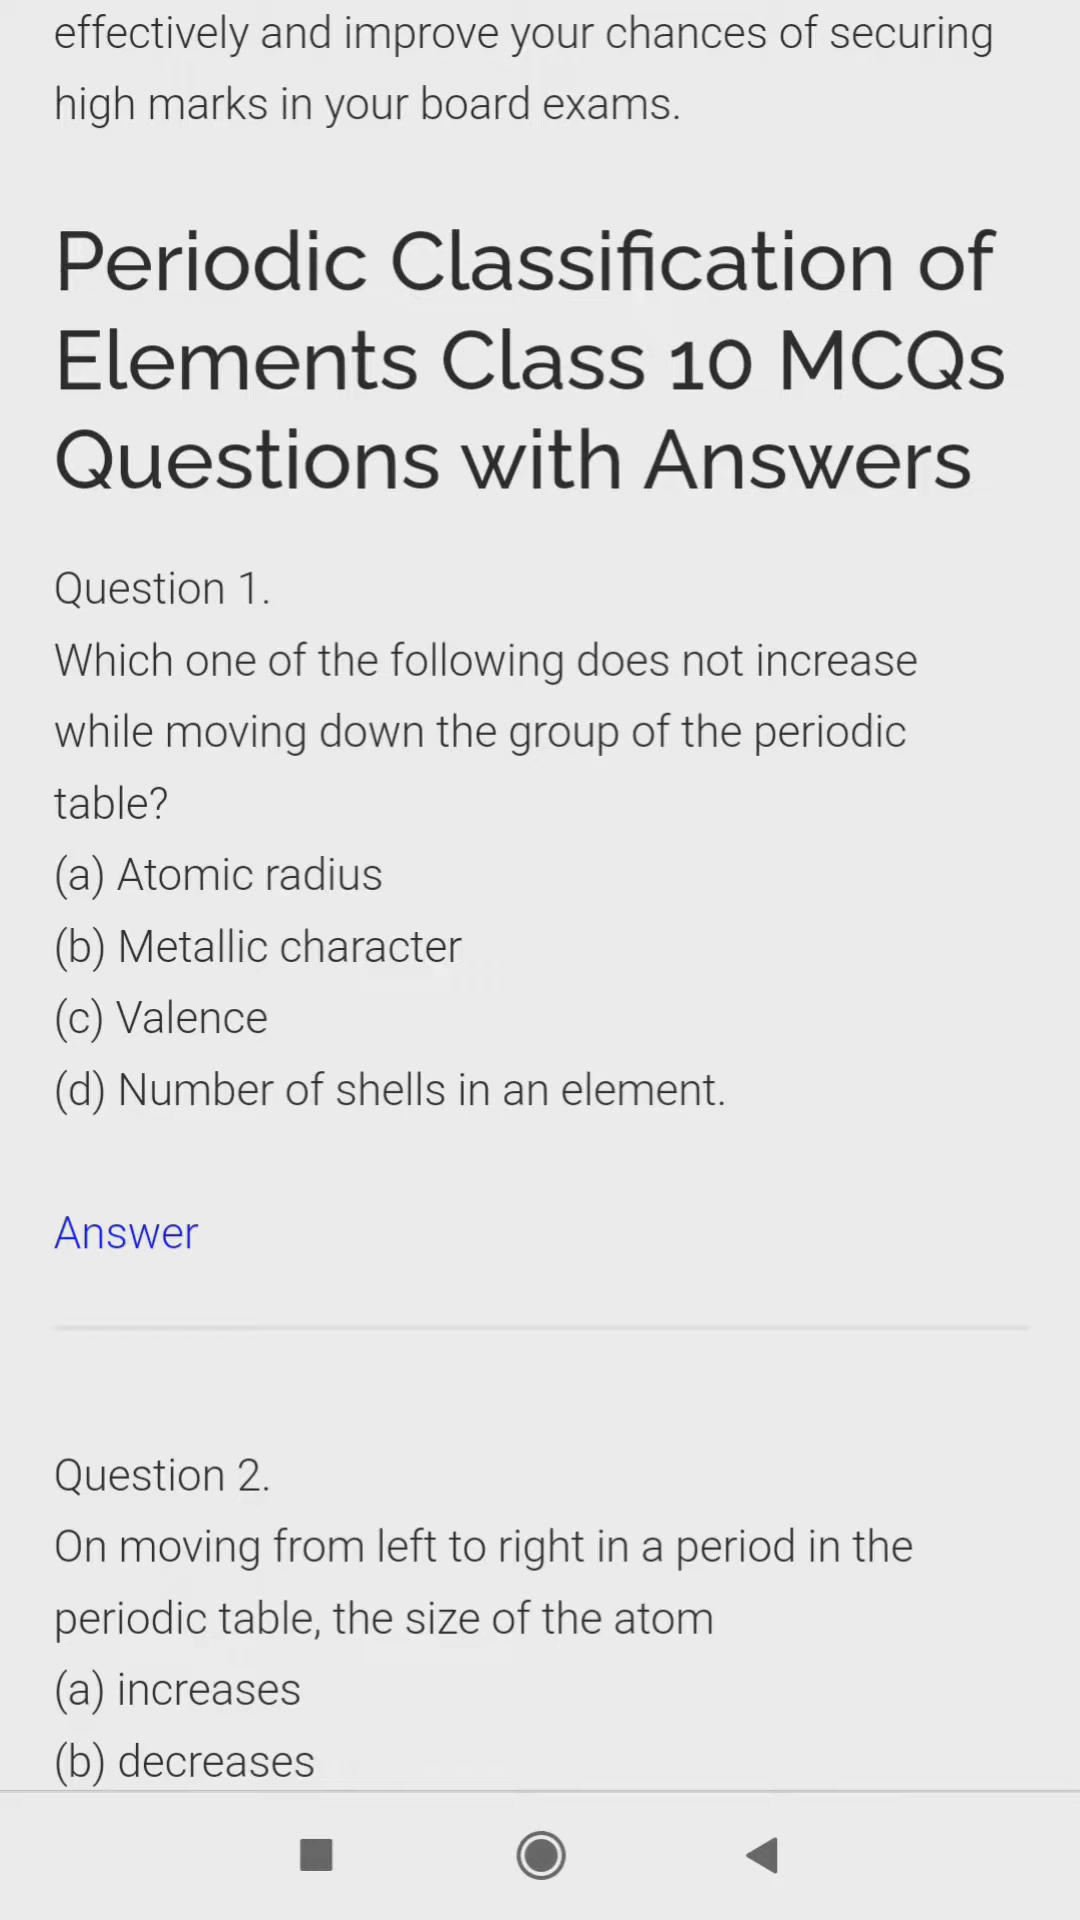 effectively and improve your chances of securing
high marks in your board exams.
Periodic Classification of
Elements Class 10 MCQs
Questions with Answers
Question 1.
Which one of the following does not increase
while moving down the group of the periodic
table?
(a) Atomic radius
(b) Metallic character
(c) Valence
(d) Number of shells in an element.
Answer
Question 2.
On moving from left to right in a period in the
periodic table, the size of the atom
(a) increases
(b) decreases